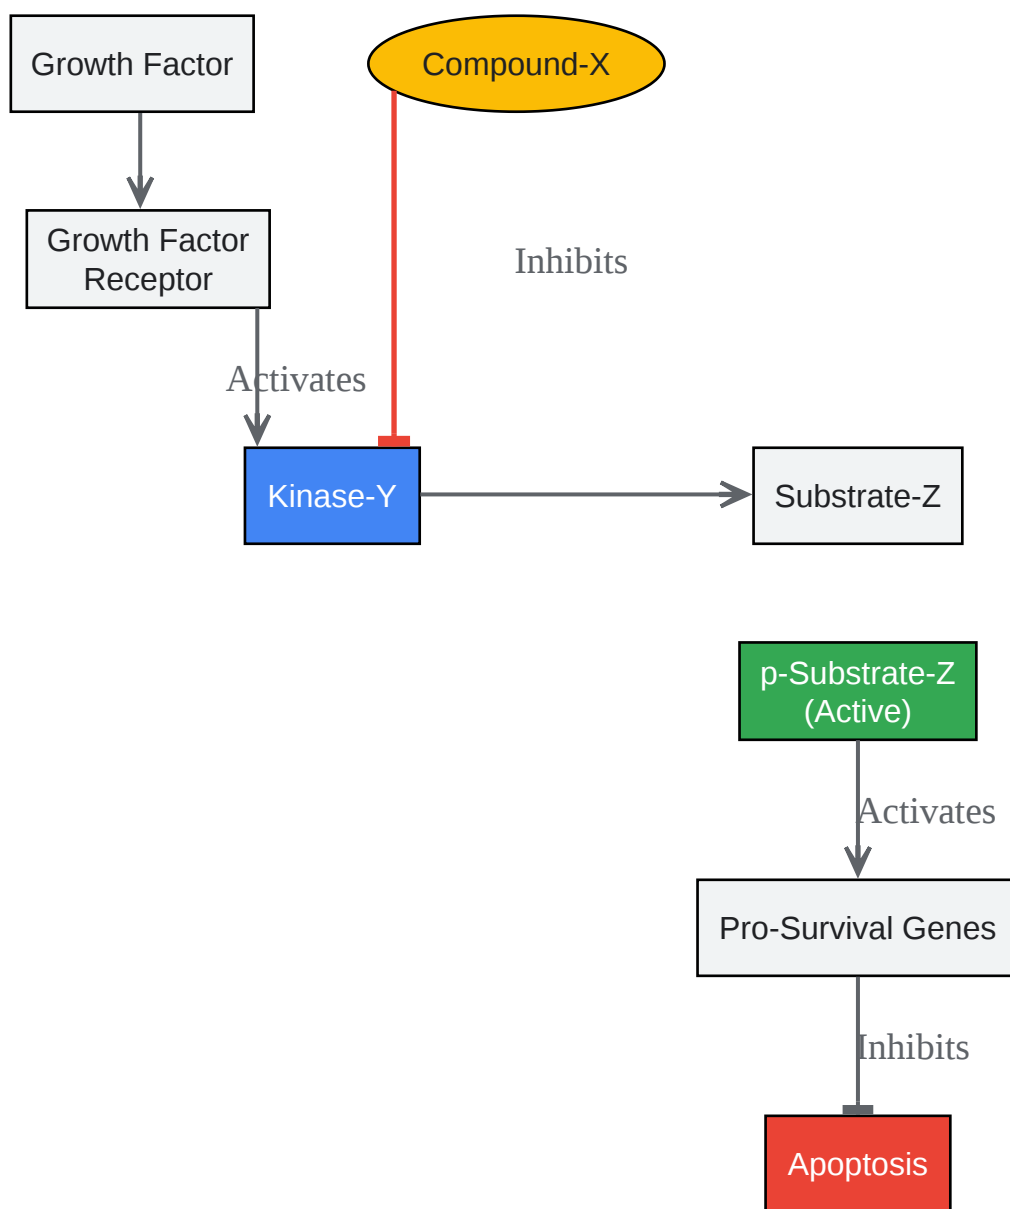 Growth Factor
Compound-X
Growth Factor
Receptor
Inhibits
Activates
Kinase-Y
Substrate-Z
p-Substrate-Z
(Active)
Activates
Pro-Survival Genes
Inhibits
Apoptosis